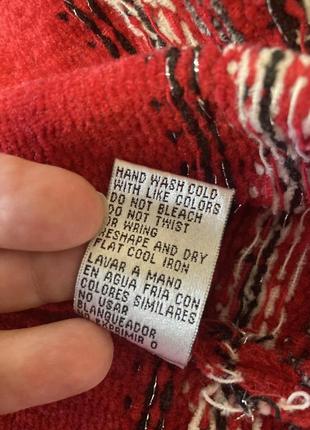 HAND WASH COLD
WITH LIKE COLORS
DO NOT BLEACH
DO NOT TWIST
OR WRING
RESHAPE AND DRY
FLAT COOL IRON
LAVAR A MANO
EN AGUA FRIA CON
COLORES SIMILARES
NO USAR
BLANQUEADOR
EXPRIMIR O